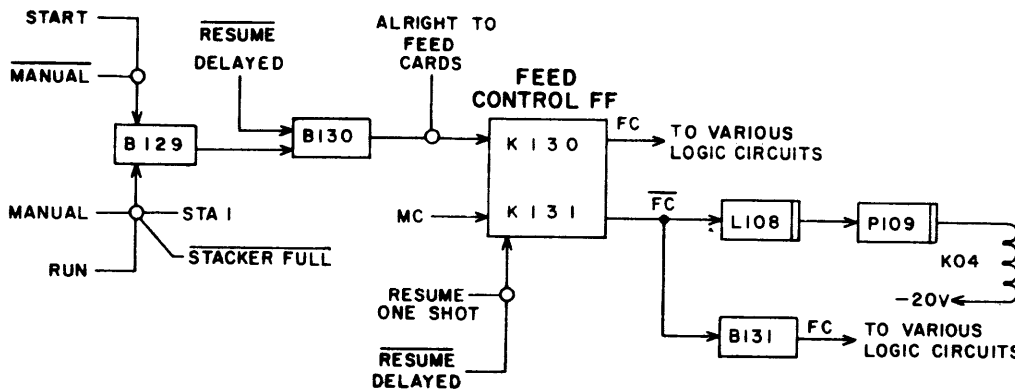 START
MANUAL
RESUME
DELAYED
ALRIGHT TO
FEED
CARDS
FEED
CONTROL FF
B129
B130
K130
FC
TO VARIOUS
LOGIC CIRCUITS
MANUAL
STA 1
STACKER FULL
RUN
MC
K131
FC
L108
P109
K04
-20V
RESUME
ONE SHOT
RESUME
DELAYED
B131
FC
TO VARIOUS
LOGIC CIRCUITS